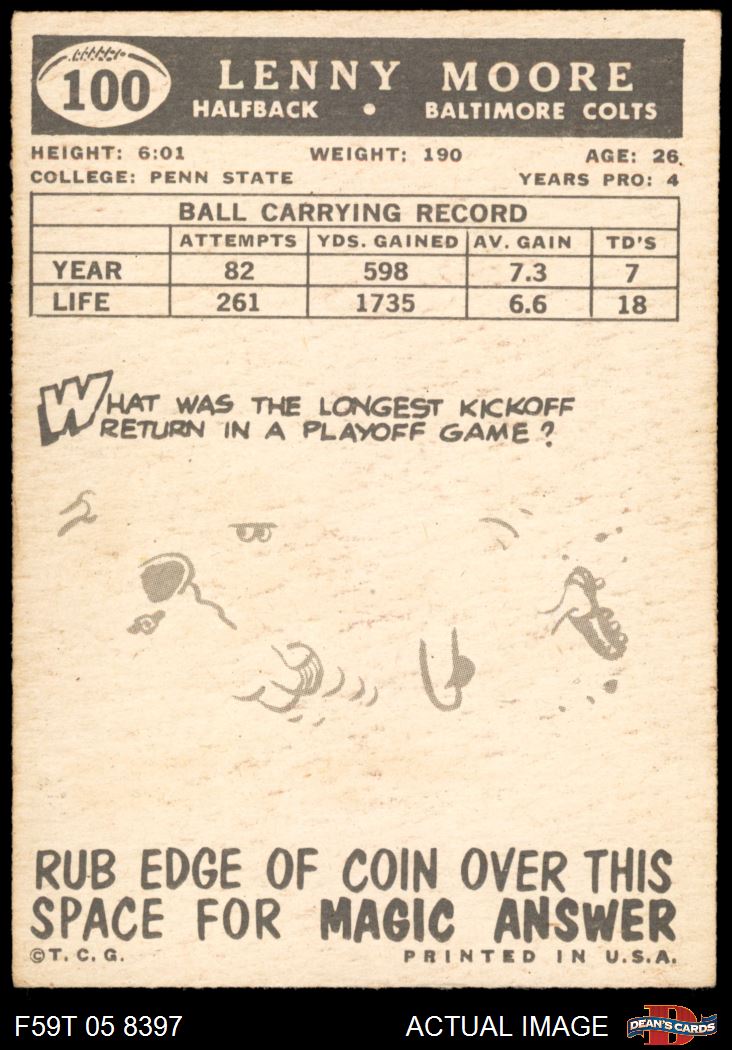 100
LENNY MOORE
HALFBACK • BALTIMORE COLTS
HEIGHT: 6:01 WEIGHT: 190 AGE: 26
COLLEGE: PENN STATE YEARS PRO: 4
BALL CARRYING RECORD
ATTEMPTS YDS. GAINED AV. GAIN TD'S
YEAR 82 598 7.3 7
LIFE 261 1735 6.6 18
WHAT WAS THE LONGEST KICKOFF
RETURN IN A PLAYOFF GAME?
RUB EDGE OF COIN OVER THIS
SPACE FOR MAGIC ANSWER
©T.C.G. PRINTED IN U.S.A.
F59T 05 8397 ACTUAL IMAGE DEAN'S CARDS